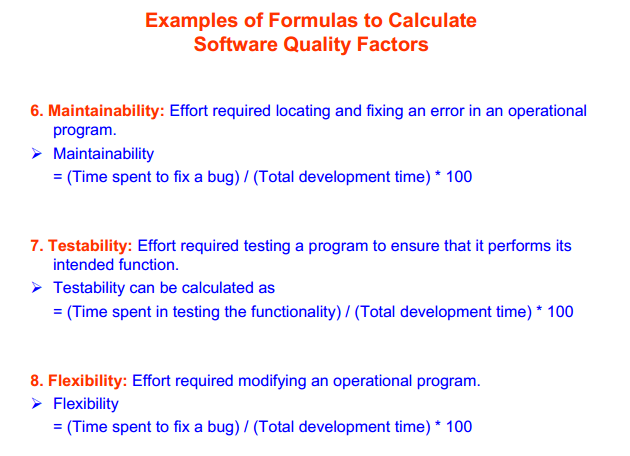 Examples of Formulas to Calculate
Software Quality Factors
6. Maintainability: Effort required locating and fixing an error in an operational
program.
➢ Maintainability
= (Time spent to fix a bug) / (Total development time) * 100
7. Testability: Effort required testing a program to ensure that it performs its
intended function.
➢ Testability can be calculated as
= (Time spent in testing the functionality) / (Total development time) * 100
8. Flexibility: Effort required modifying an operational program.
➢ Flexibility
= (Time spent to fix a bug) / (Total development time) * 100